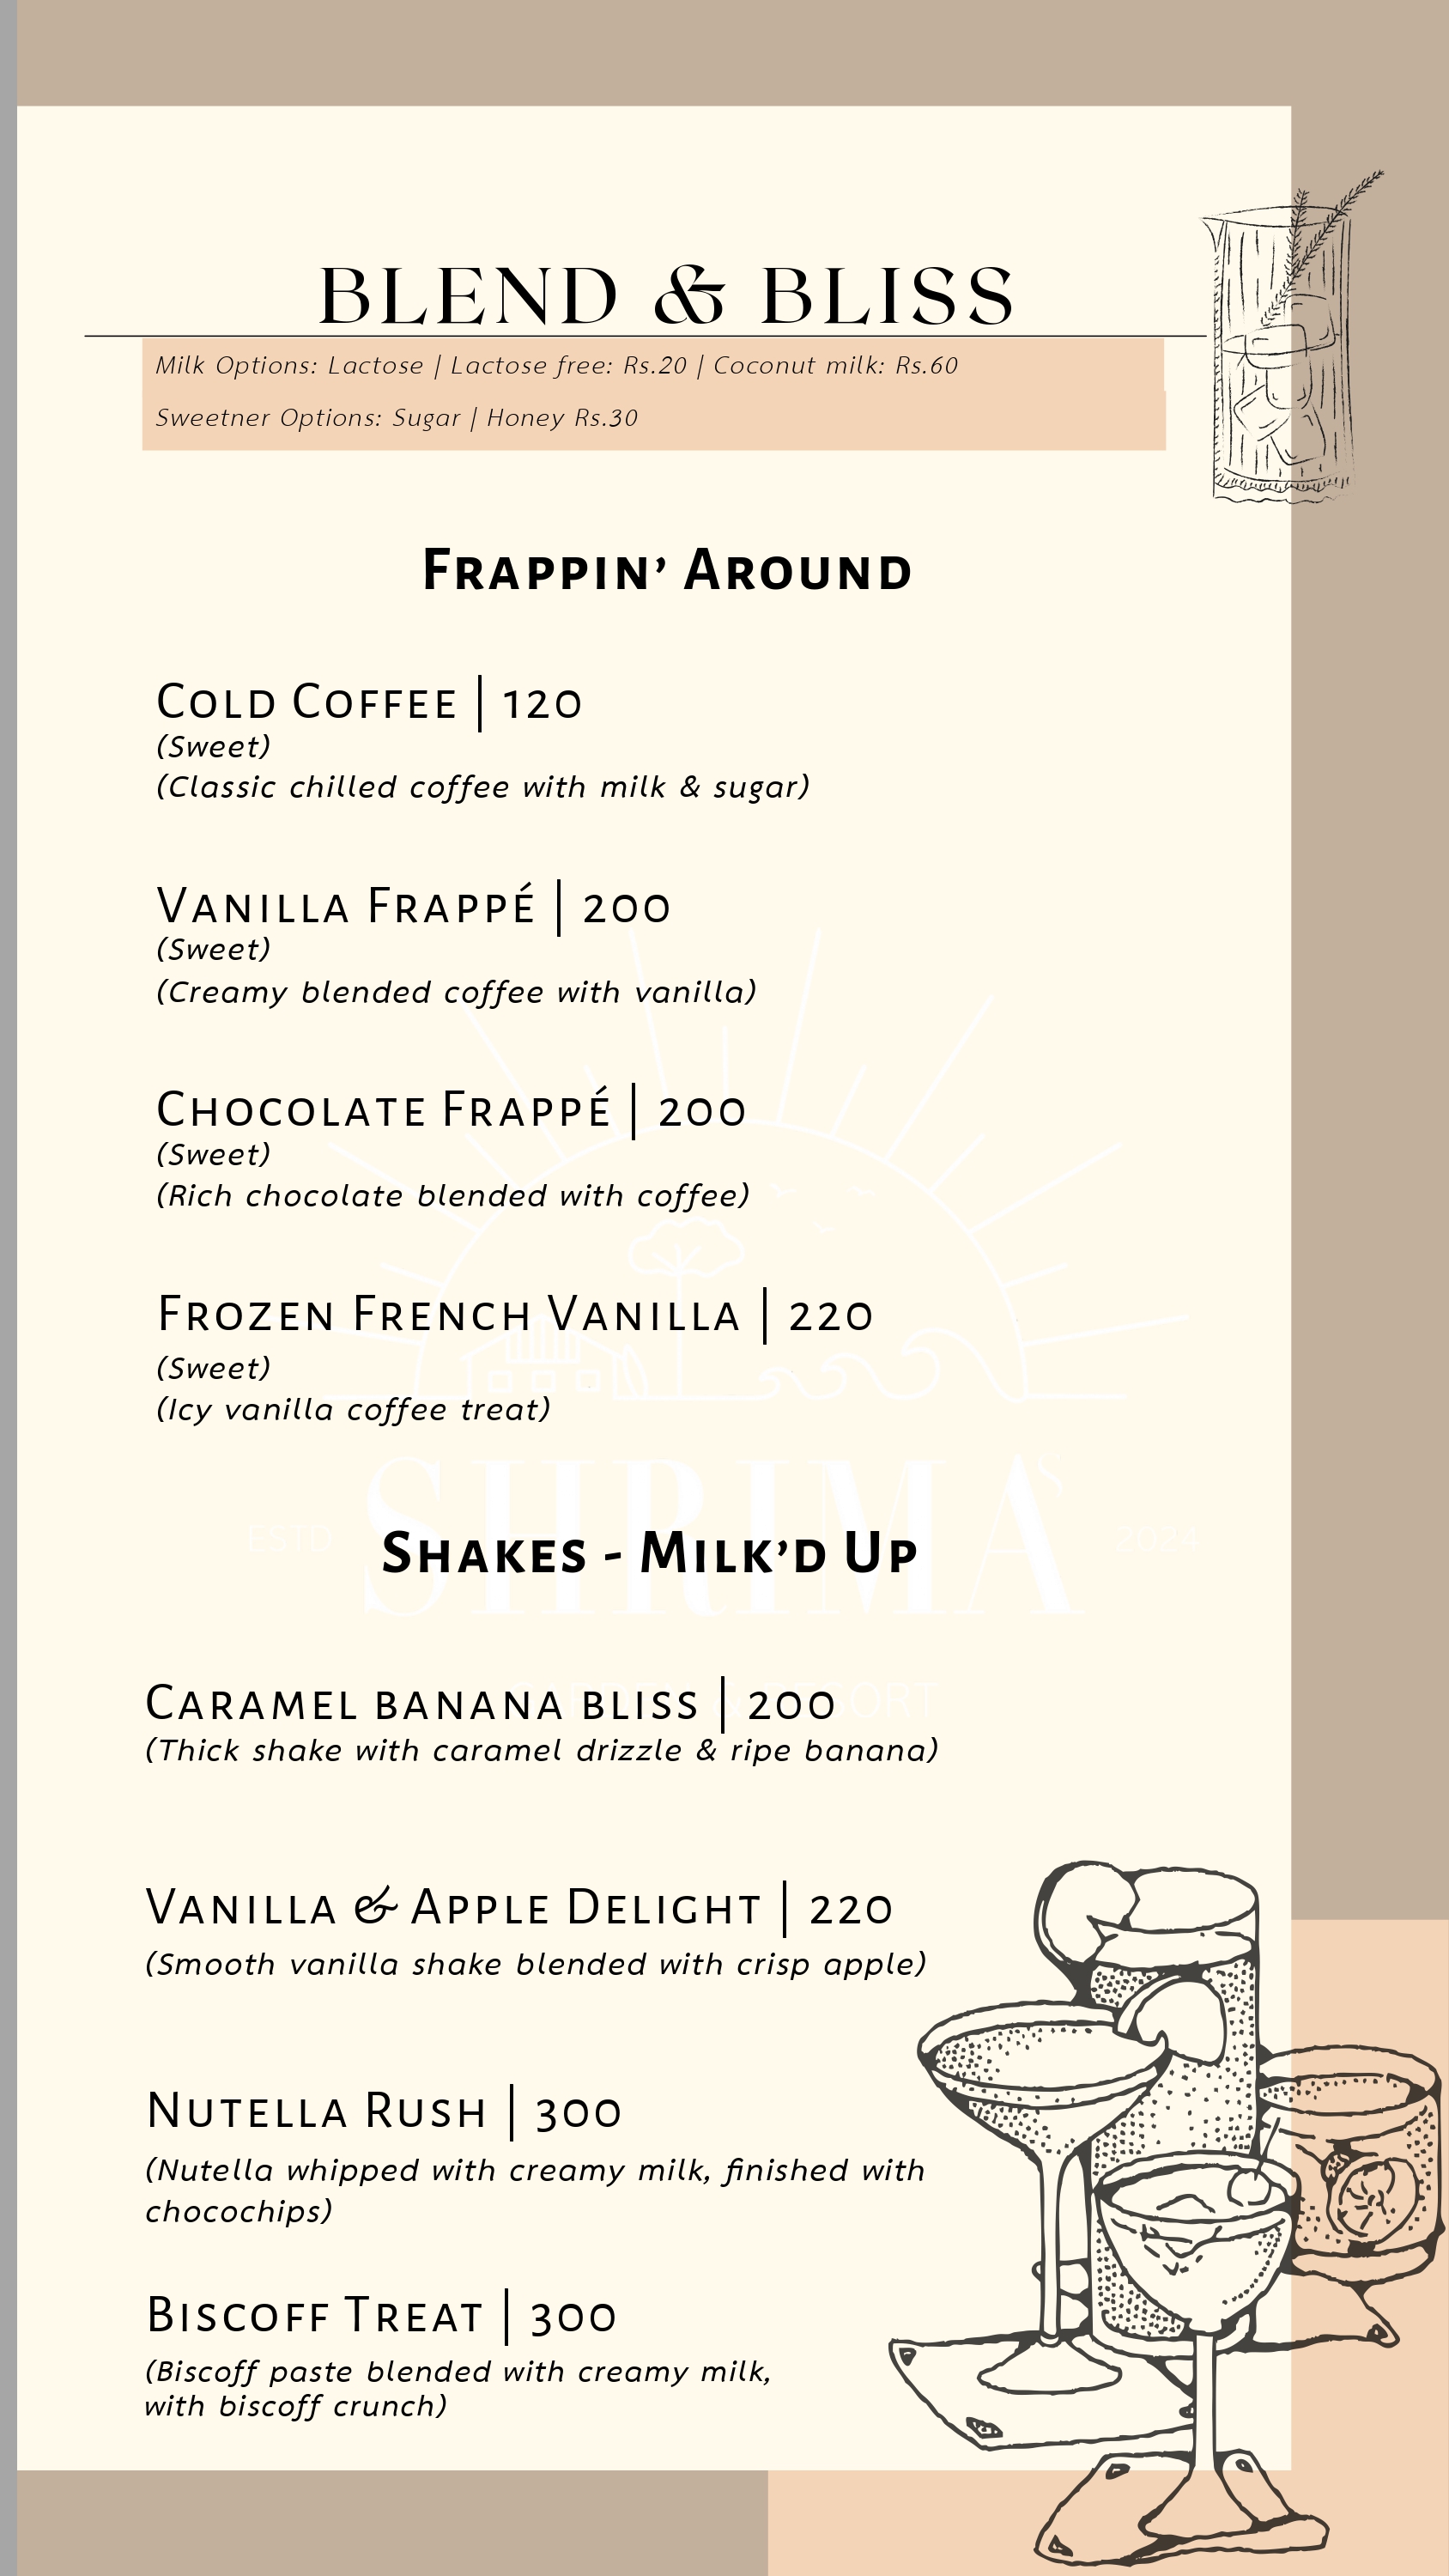 BLEND & BLISS
Milk Options: Lactose | Lactose free: Rs.20 | Coconut milk: Rs.60
Sweetner Options: Sugar | Honey Rs.30
Frappin’ Around
Cold Coffee | 120
(Sweet)
(Classic chilled coffee with milk & sugar)
Vanilla Frappé | 200
(Sweet)
(Creamy blended coffee with vanilla)
Chocolate Frappé | 200
(Sweet)
(Rich chocolate blended with coffee)
Frozen French Vanilla | 220
(Sweet)
(Icy vanilla coffee treat)
ESTD SHRIMA's 2024
Shakes - Milk’d Up
Caramel banana bliss | 200
(Thick shake with caramel drizzle & ripe banana)
Vanilla & Apple Delight | 220
(Smooth vanilla shake blended with crisp apple)
Nutella Rush | 300
(Nutella whipped with creamy milk, finished with
chocochips)
Biscoff Treat | 300
(Biscoff paste blended with creamy milk,
with biscoff crunch)